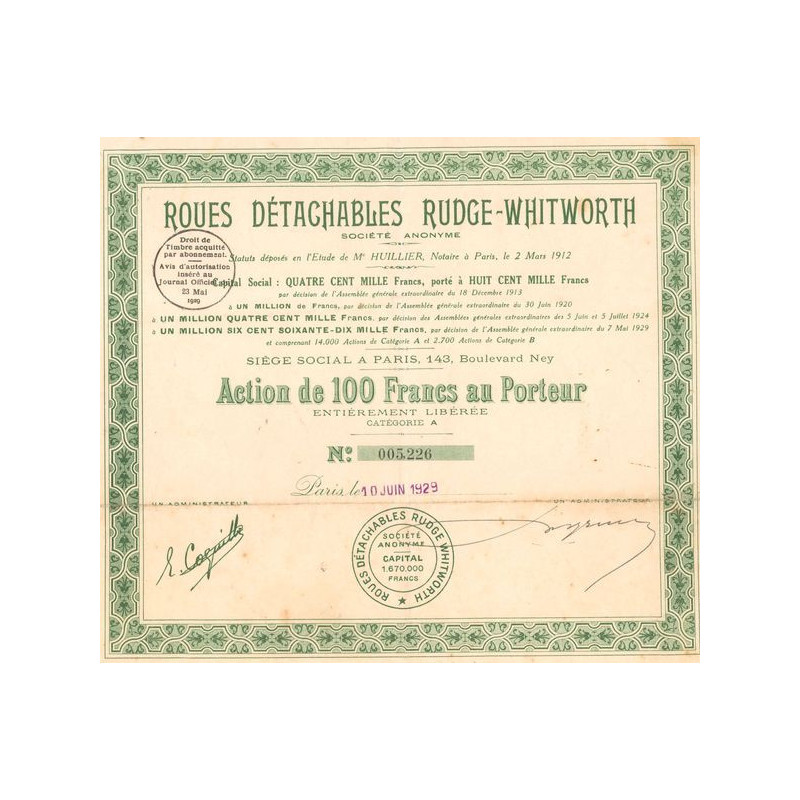 ROUES DÉTACHABLES RUDGE-WHITWORTH
SOCIÉTÉ ANONYME
Droit de
Timbre acquitté
par abonnement.
Avis d'autorisation
inséré au
Journal Officiel
23 Mai
1919
Statuts déposés en l'Etude de Me HUILLIER, Notaire à Paris, le 2 Mars 1912
Capital Social : QUATRE CENT MILLE Francs, porté à HUIT CENT MILLE Francs
par décision de l'Assemblée générale extraordinaire du 18 Décembre 1913
à UN MILLION de Francs, par décision de l'Assemblée générale extraordinaire du 30 Juin 1920
à UN MILLION QUATRE CENT MILLE Francs, par décision des Assemblées générales extraordinaires des 5 Juin et 5 Juillet 1924
à UN MILLION SIX CENT SOIXANTE-DIX MILLE Francs, par décision de l'Assemblée générale extraordinaire du 7 Mai 1929
et comprenant 14.000 Actions de Catégorie A et 2.700 Actions de Catégorie B
SIÈGE SOCIAL A PARIS, 143, Boulevard Ney
Action de 100 Francs au Porteur
ENTIÈREMENT LIBÉRÉE
CATÉGORIE A
No: 005.226
Paris, le 10 JUIN 1929
UN ADMINISTRATEUR
UN ADMINISTRATEUR
ROUES DÉTACHABLES RUDGE WHITWORTH
SOCIÉTÉ
ANONYME
CAPITAL
1.670.000
FRANCS